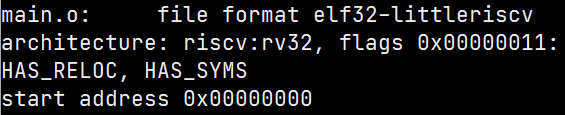 main.o:     file format elf32-littleriscv
architecture: riscv:rv32, flags 0x00000011:
HAS_RELOC, HAS_SYMS
start address 0x00000000